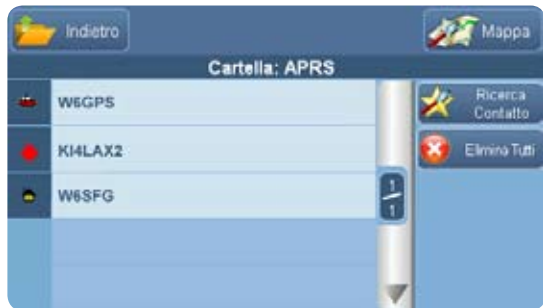 Indietro
Mappa
Cartella: APRS
W6GPS
Ricerca
Contatto
KI4LAX2
Elimina Tutti
W6SFG
1
1